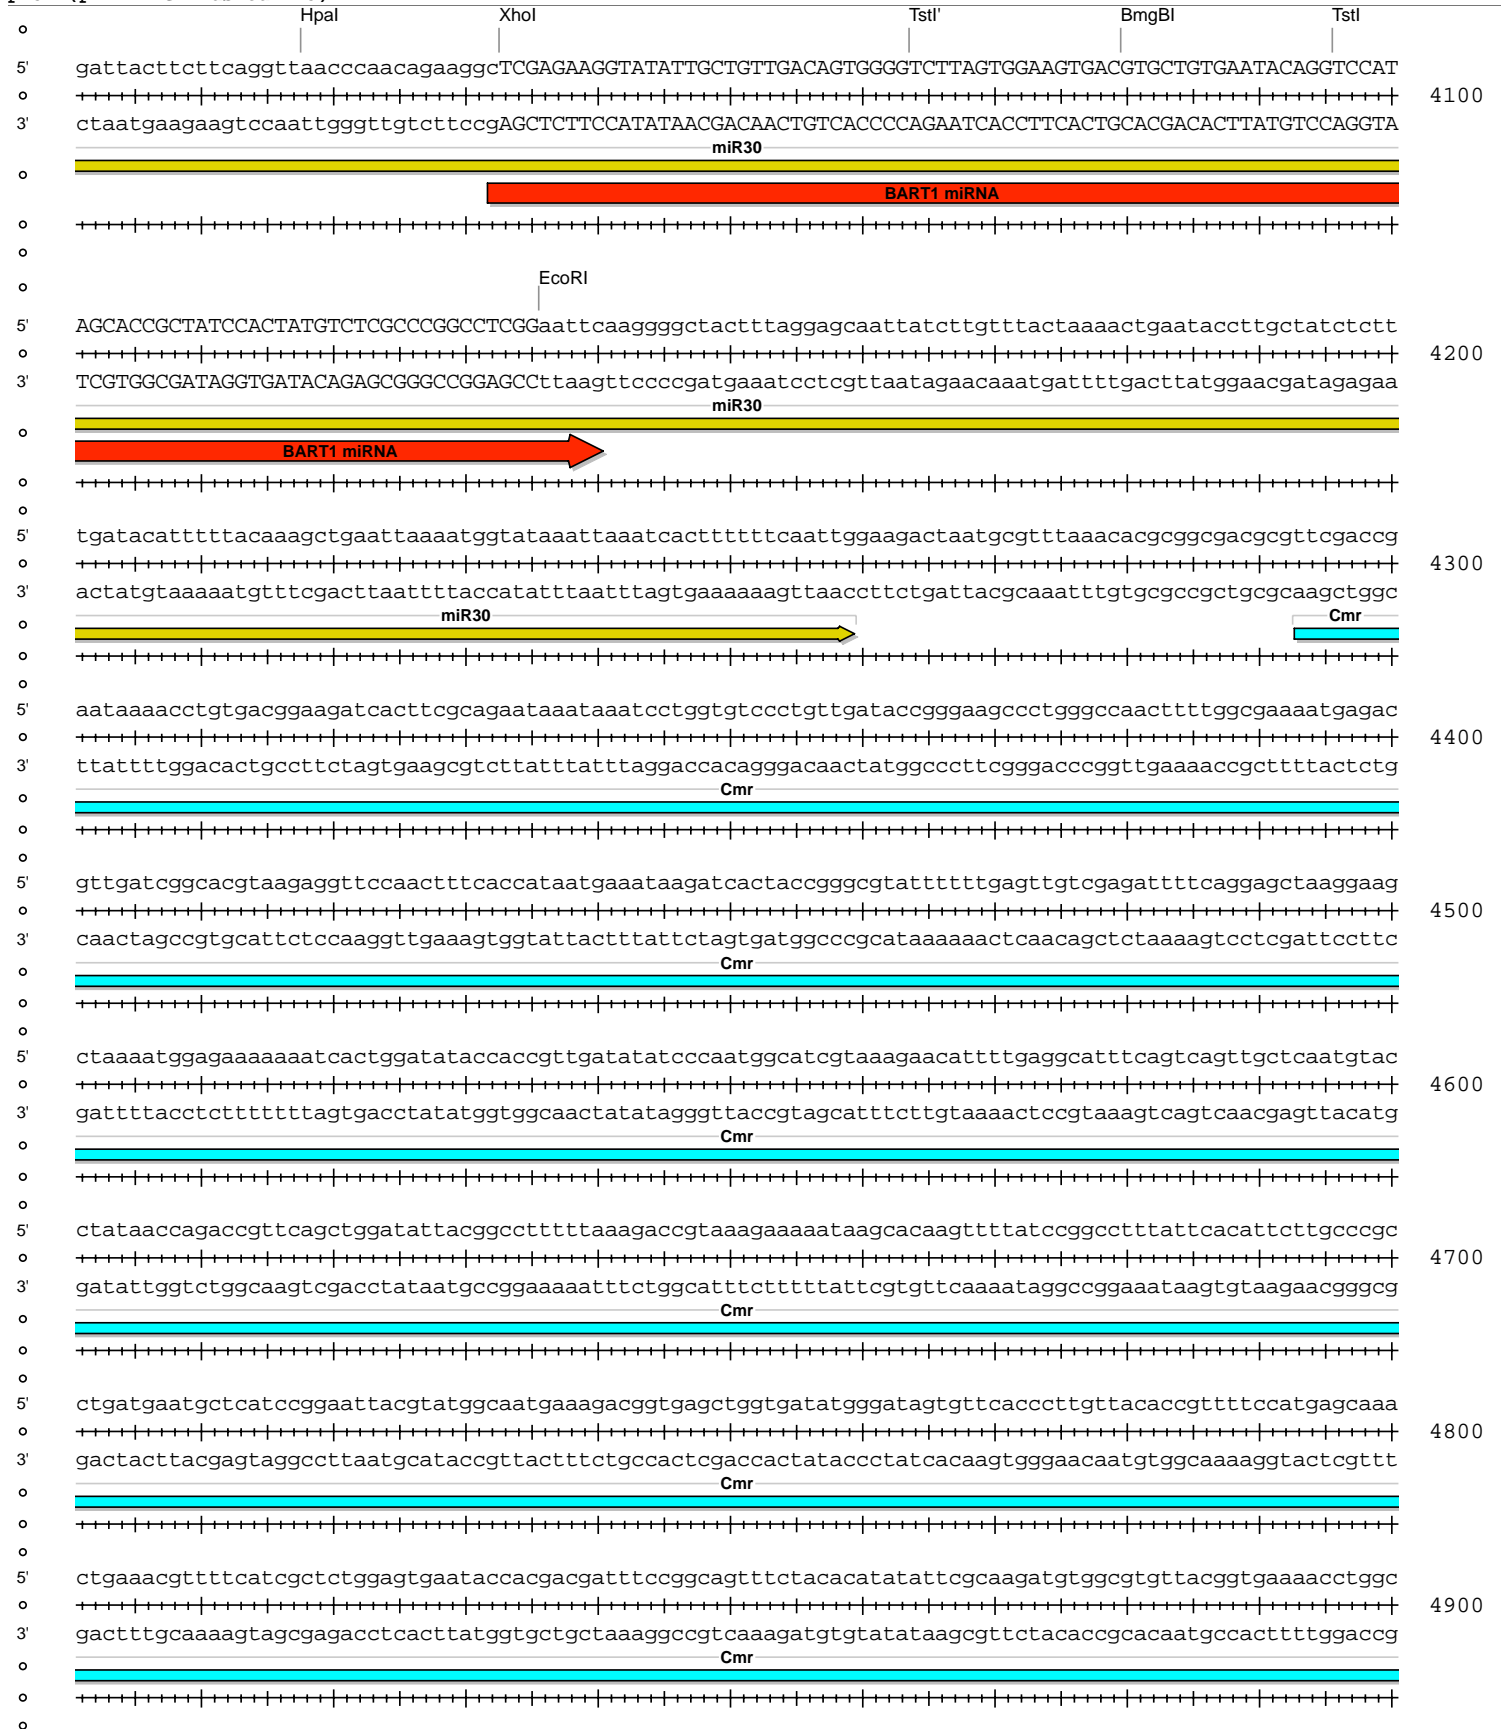 HpaI XhoI TstI' BmgBI TstI
5' gattacttcttcaggttaacccaacagaaggcTCGAGAAGGTATATTGCTGTTGACAGTGGGGTCTTAGTGGAAGTGACGTGCTGTGAATACAGGTCCAT
4100
3' ctaatgaagaagtccaattgggttgtcttccgAGCTCTTCCATATAACGACAACTGTCACCCCAGAATCACCTTCACTGCACGACACTTATGTCCAGGTA
miR30
BART1 miRNA
EcoRI
5' AGCACCGCTATCCACTATGTCTCGCCCGGCCTCGGaattcaaggggctactttaggagcaattatcttgtttactaaaactgaataccttgctatctctt
4200
3' TCGTGGCGATAGGTGATACAGAGCGGGCCGGAGCCttaagttccccgatgaaatcctcgttaatagaacaaatgattttgacttatggaacgatagagaa
miR30
BART1 miRNA
5' tgatacatttttacaaagctgaattaaaatggtataaattaaatcacttttttcaattggaagactaatgcgtttaaacacgcggcgacgcgttcgaccg
4300
3' actatgtaaaaatgtttcgacttaattttaccatatttaatttagtgaaaaaagttaaccttctgattacgcaaatttgtgcgccgctgcgcaagctggc
miR30 Cmr
5' aataaaacctgtgacggaagatcacttcgcagaataaataaatcctggtgtccctgttgataccgggaagccctgggccaacttttggcgaaaatgagac
4400
3' ttattttggacactgccttctagtgaagcgtcttatttatttaggaccacagggacaactatggcccttcgggacccggttgaaaaccgcttttactctg
Cmr
5' gttgatcggcacgtaagaggttccaactttcaccataatgaaataagatcactaccgggcgtattttttgagttgtcgagattttcaggagctaaggaag
4500
3' caactagccgtgcattctccaaggttgaaagtggtattactttattctagtgatggcccgcataaaaaactcaacagctctaaaagtcctcgattccttc
Cmr
5' ctaaaatggagaaaaaaatcactggatataccaccgttgatatatcccaatggcatcgtaaagaacattttgaggcatttcagtcagttgctcaatgtac
4600
3' gattttacctctttttttagtgacctatatggtggcaactatatagggttaccgtagcatttcttgtaaaactccgtaaagtcagtcaacgagttacatg
Cmr
5' ctataaccagaccgttcagctggatattacggcctttttaaagaccgtaaagaaaaataagcacaagttttatccggcctttattcacattcttgcccgc
4700
3' gatattggtctggcaagtcgacctataatgccggaaaaatttctggcatttctttttattcgtgttcaaaataggccggaaataagtgtaagaacgggcg
Cmr
5' ctgatgaatgctcatccggaattacgtatggcaatgaaagacggtgagctggtgatatgggatagtgttcacccttgttacaccgttttccatgagcaaa
4800
3' gactacttacgagtaggccttaatgcataccgttactttctgccactcgaccactataccctatcacaagtgggaacaatgtggcaaaaggtactcgttt
Cmr
5' ctgaaacgttttcatcgctctggagtgaataccacgacgatttccggcagtttctacacatatattcgcaagatgtggcgtgttacggtgaaaacctggc
4900
3' gactttgcaaaagtagcgagacctcacttatggtgctgctaaaggccgtcaaagatgtgtatataagcgttctacaccgcacaatgccacttttggaccg
Cmr